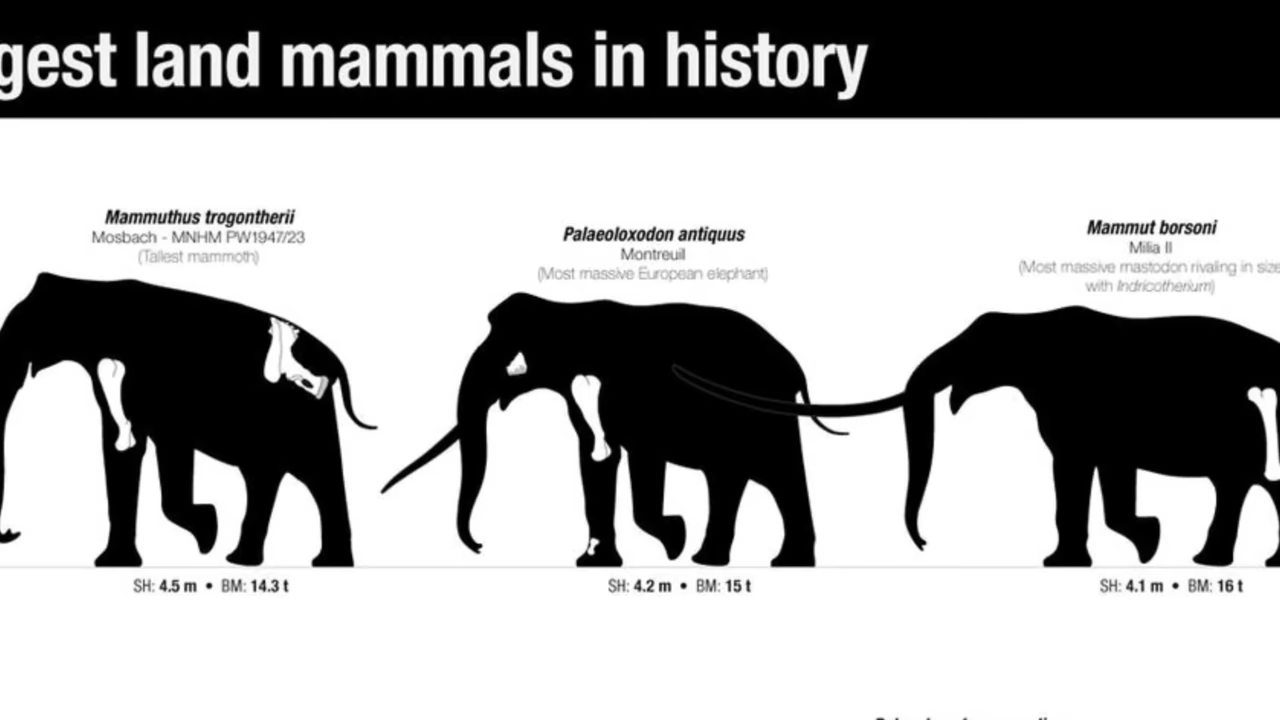 gest land mammals in history
Mammuthus trogontherii
Mosbach - MNHM PW1947/23
(Tallest mammoth)
Palaeoloxodon antiquus
Montreuil
(Most massive European elephant)
Mammut borsoni
Milia II
(Most massive mastodon rivaling in size
with Indricotherium)
SH: 4.5 m • BM: 14.3 t
SH: 4.2 m • BM: 15 t
SH: 4.1 m • BM: 16 t